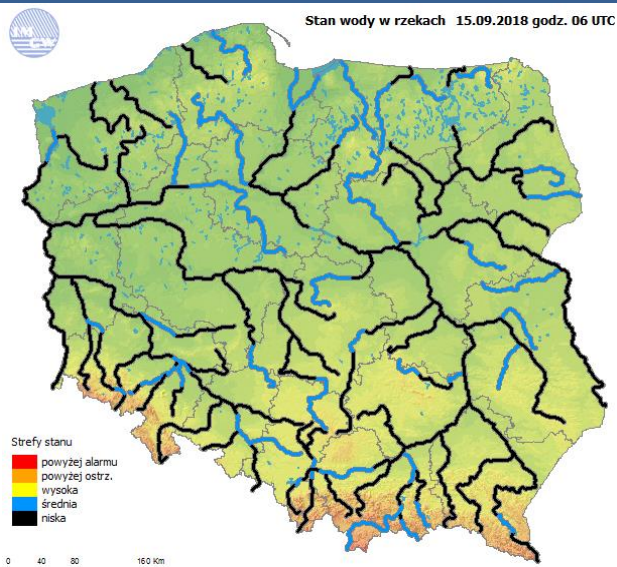 Stan wody w rzekach 15.09.2018 godz. 06 UTC
Strefy stanu
powyżej alarmu
powyżej ostrz.
wysoka
średnia
niska
0 40 80 160 Km